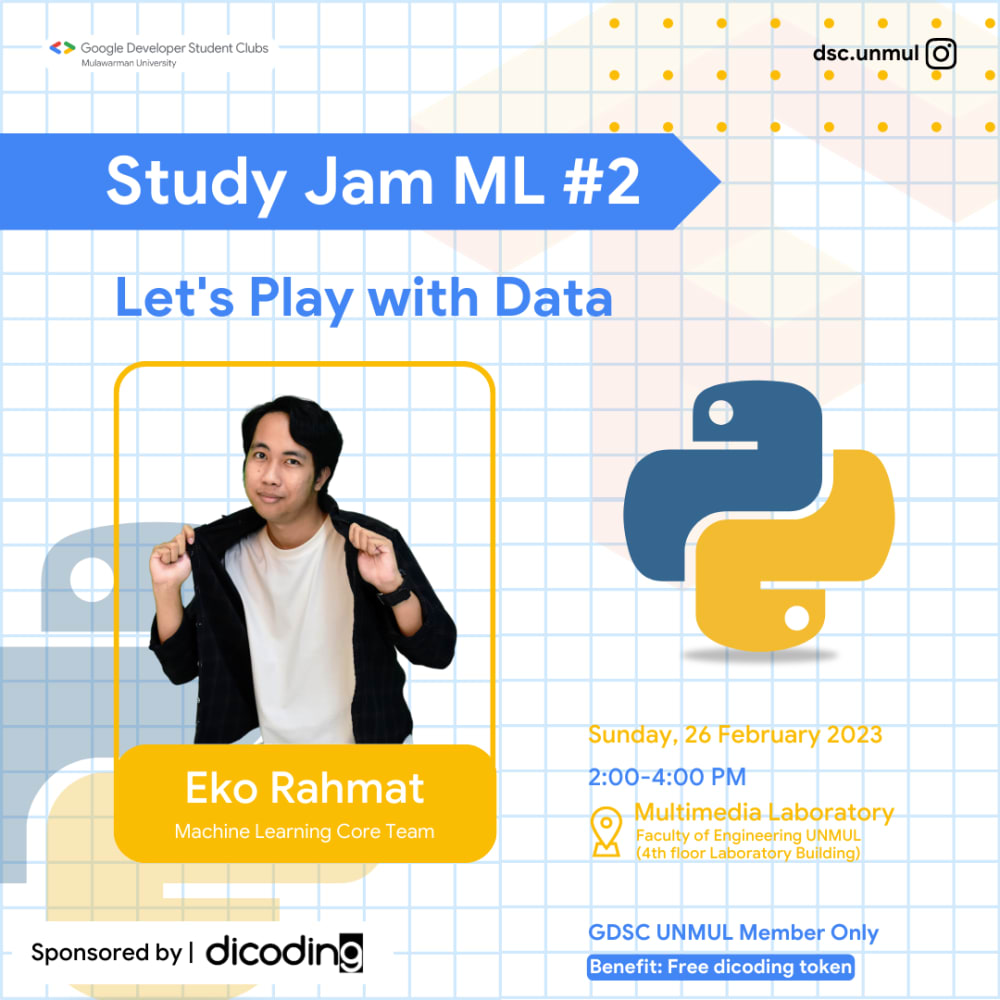 Google Developer Student Clubs
Mulawarman University
dsc.unmul
Study Jam ML #2
Let's Play with Data
Eko Rahmat
Machine Learning Core Team
Sunday, 26 February 2023
2:00-4:00 PM
Multimedia Laboratory
Faculty of Engineering UNMUL
(4th floor Laboratory Building)
GDSC UNMUL Member Only
Benefit: Free dicoding token
Sponsored by | dicoding